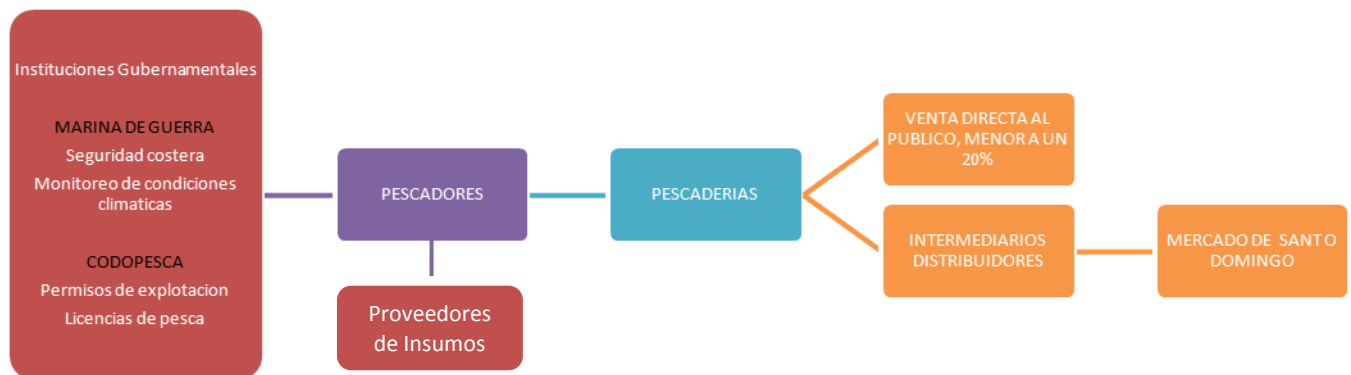 Instituciones Gubernamentales
MARINA DE GUERRA
Seguridad costera
Monitoreo de condiciones
climaticas
CODOPESCA
Permisos de explotacion
Licencias de pesca
PESCADORES
Proveedores
de Insumos
PESCADERIAS
VENTA DIRECTA AL
PUBLICO, MENOR A UN
20%
INTERMEDIARIOS
DISTRIBUIDORES
MERCADO DE SANTO
DOMINGO